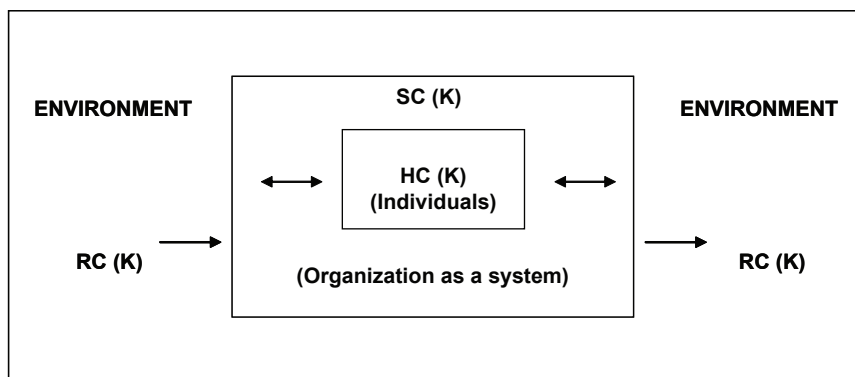 SC (K)
ENVIRONMENT
ENVIRONMENT
HC (K)
(Individuals)
RC (K)
(Organization as a system)
RC (K)